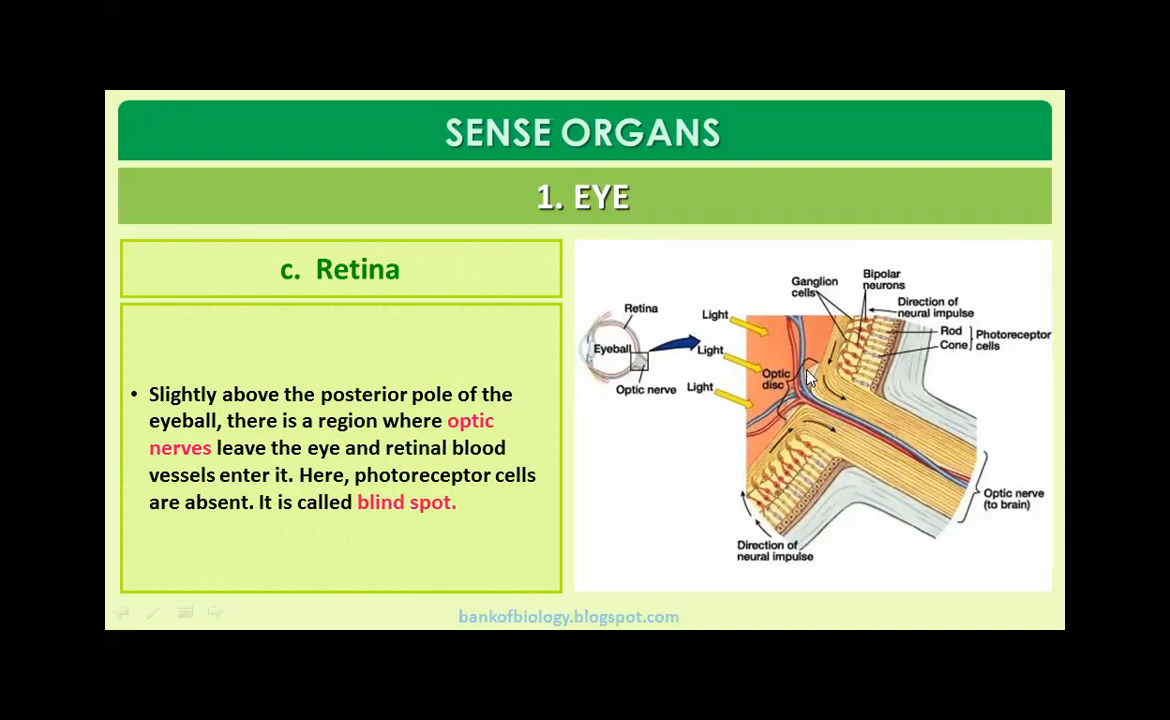 SENSE ORGANS
1. EYE
c. Retina
• Slightly above the posterior pole of the
eyeball, there is a region where optic
nerves leave the eye and retinal blood
vessels enter it. Here, photoreceptor cells
are absent. It is called blind spot.
Retina
Eyeball
Optic nerve
Light
Light
Light
Optic
disc
Ganglion
cells
Bipolar
neurons
Direction of
neural impulse
Rod
Cone
Photoreceptor
cells
Optic nerve
(to brain)
Direction of
neural impulse
bankofbiology.blogspot.com